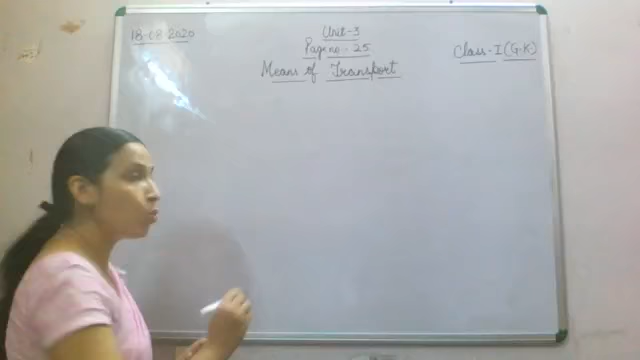 18-08-2020
Unit-3
Page no.-25
Class-I (G.K)
Means of Transport